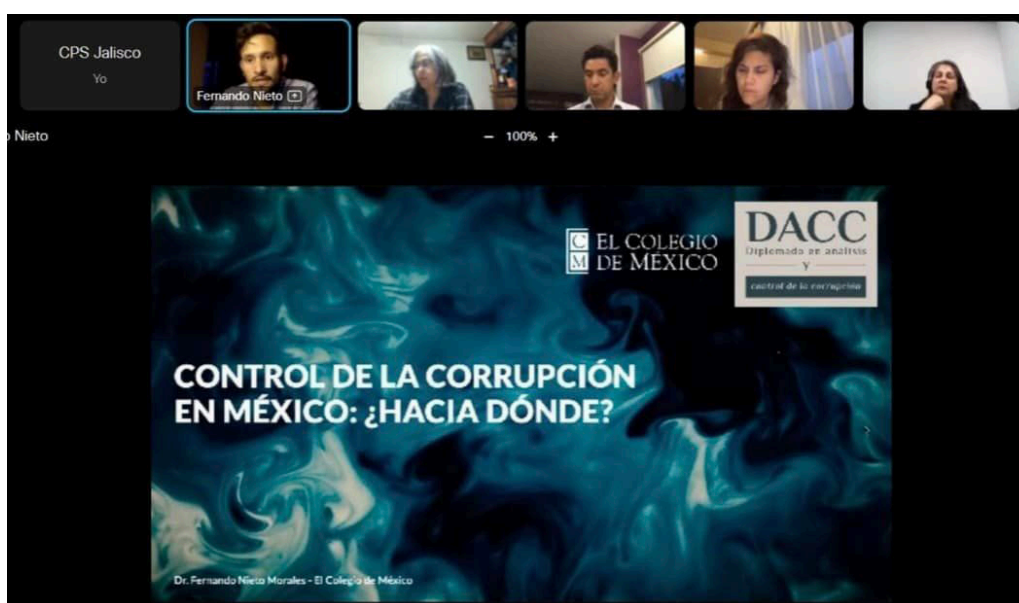 CPS Jalisco
Yo
Fernando Nieto
o Nieto
− 100% +
C M
EL COLEGIO
DE MÉXICO
DACC
Diplomado en análisis
y
control de la corrupción
CONTROL DE LA CORRUPCIÓN
EN MÉXICO: ¿HACIA DÓNDE?
Dr. Fernando Nieto Morales - El Colegio de México